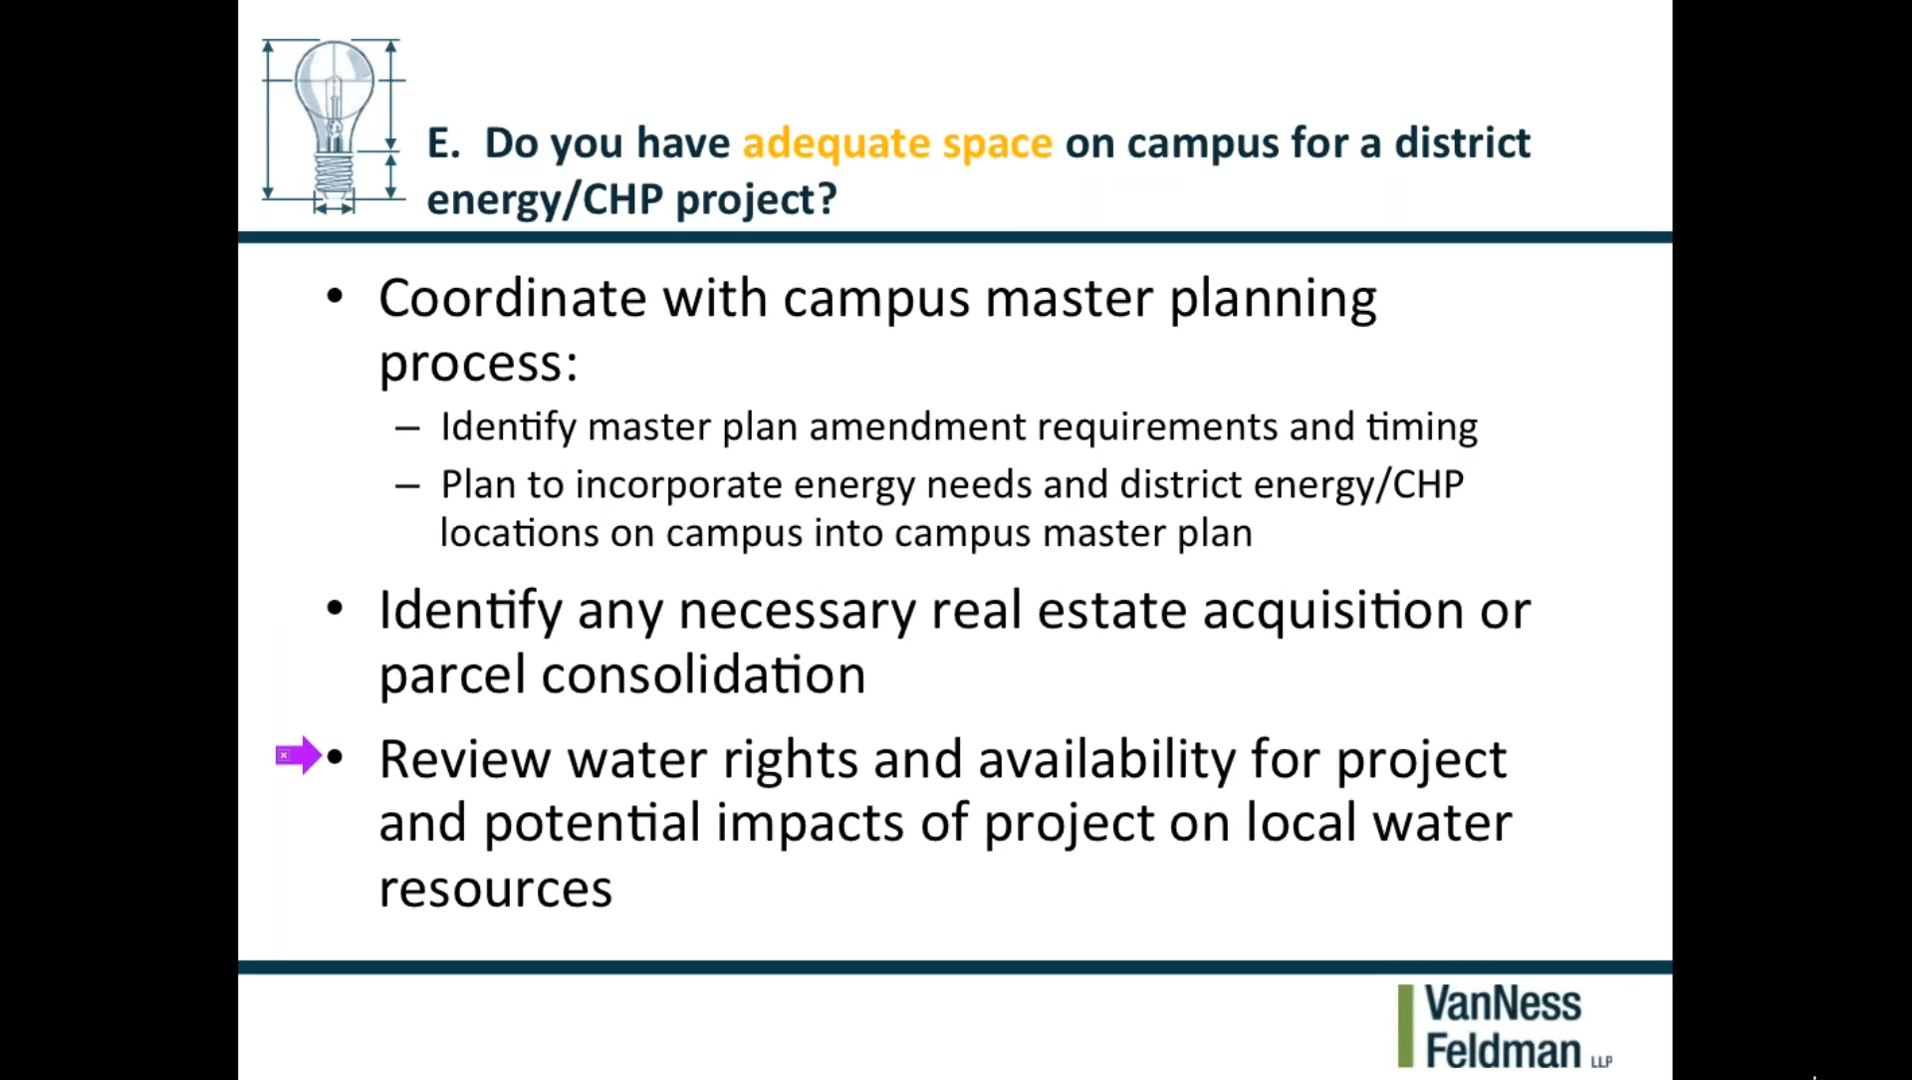 E. Do you have adequate space on campus for a district
energy/CHP project?
• Coordinate with campus master planning
process:
– Identify master plan amendment requirements and timing
– Plan to incorporate energy needs and district energy/CHP
locations on campus into campus master plan
• Identify any necessary real estate acquisition or
parcel consolidation
• Review water rights and availability for project
and potential impacts of project on local water
resources
VanNess
Feldman LLP